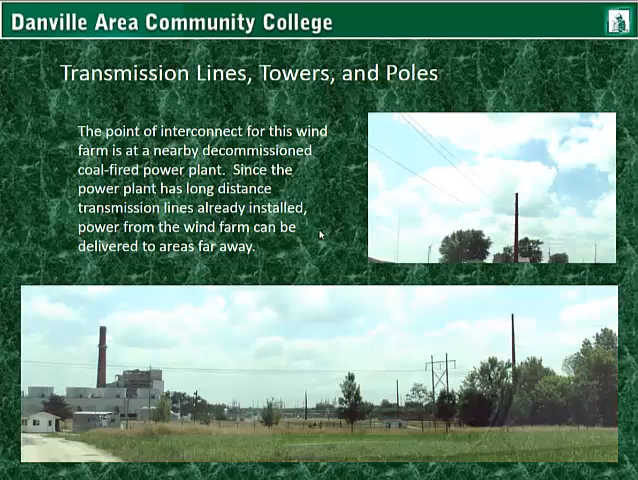 Danville Area Community College
Transmission Lines, Towers, and Poles
The point of interconnect for this wind
farm is at a nearby decommissioned
coal-fired power plant.  Since the
power plant has long distance
transmission lines already installed,
power from the wind farm can be
delivered to areas far away.